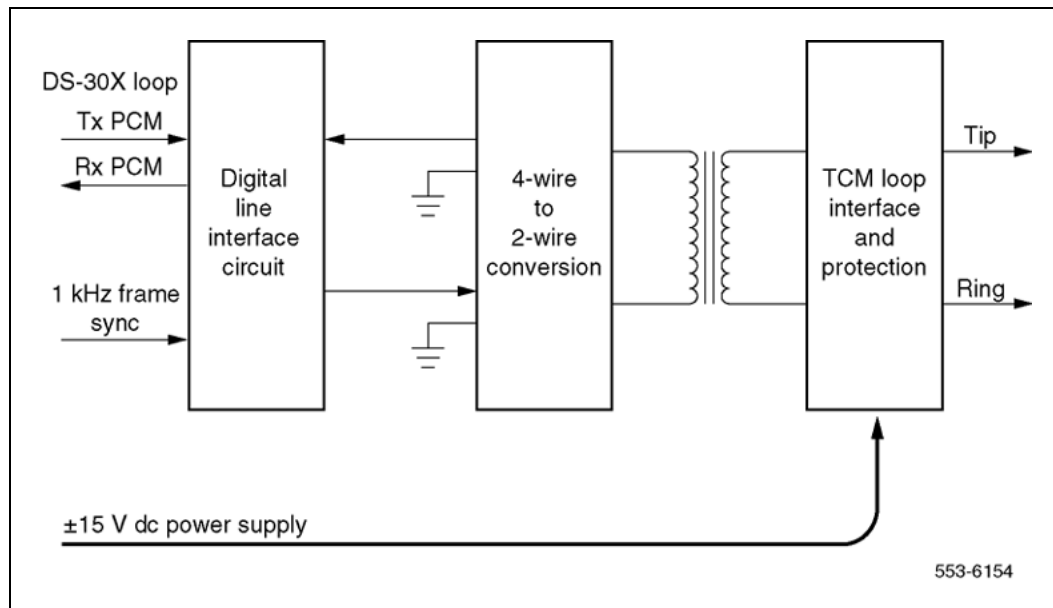 DS-30X loop
Tx PCM
Rx PCM
1 kHz frame
sync
Digital
line
interface
circuit
4-wire
to
2-wire
conversion
TCM loop
interface
and
protection
Tip
Ring
±15 V dc power supply
553-6154